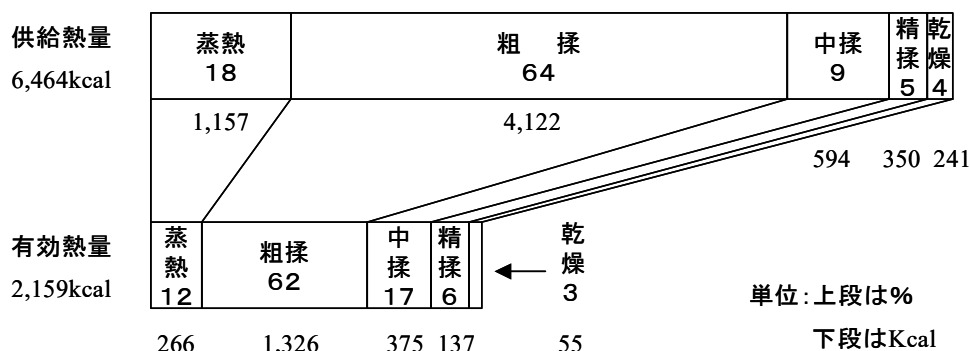 供給熱量
6,464kcal
蒸熱
18
粗 揉
64
中揉
9
精揉
5
乾燥
4
1,157
4,122
594
350
241
有効熱量
2,159kcal
蒸熱
12
粗揉
62
中揉
17
精揉
6
乾燥
3
266
1,326
375
137
55
単位：上段は%
下段はKcal